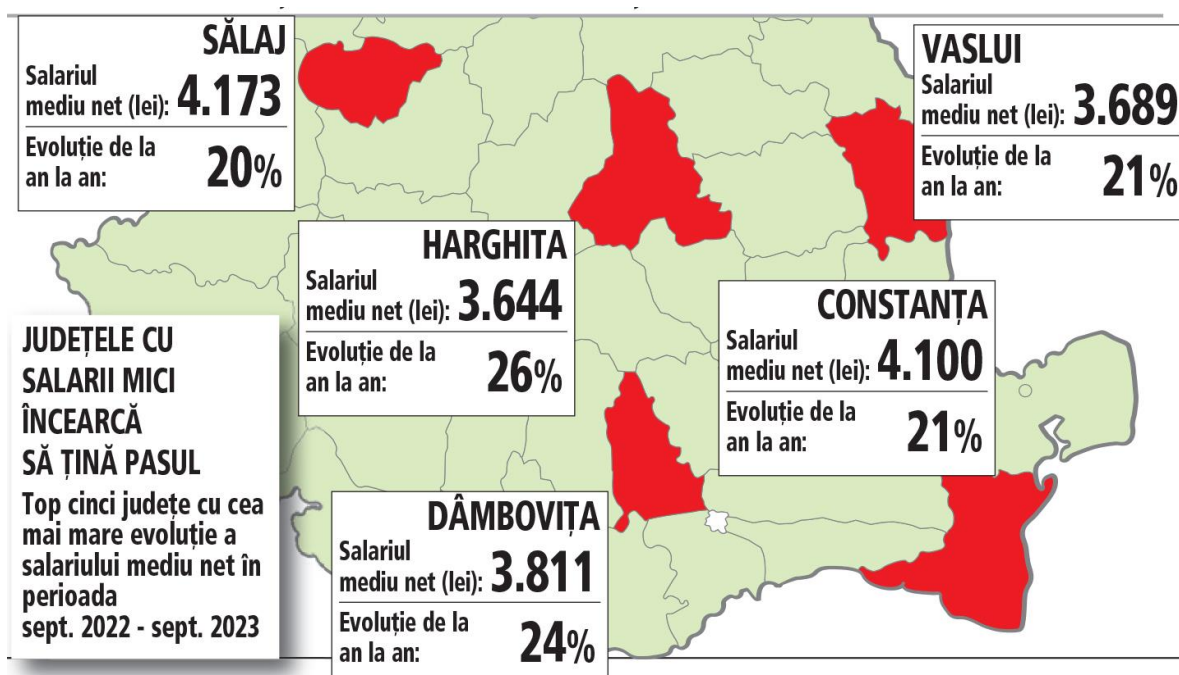 SĂLAJ
Salariul
mediu net (lei): 4.173
Evoluție de la
an la an: 20%
VASLUI
Salariul
mediu net (lei): 3.689
Evoluție de la
an la an: 21%
HARGHITA
Salariul
mediu net (lei): 3.644
Evoluție de la
an la an: 26%
CONSTANȚA
Salariul
mediu net (lei): 4.100
Evoluție de la
an la an: 21%
JUDEȚELE CU
SALARII MICI
ÎNCEARCĂ
SĂ ȚINĂ PASUL
Top cinci județe cu cea
mai mare evoluție a
salariului mediu net în
perioada
sept. 2022 - sept. 2023
DÂMBOVIȚA
Salariul
mediu net (lei): 3.811
Evoluție de la
an la an: 24%